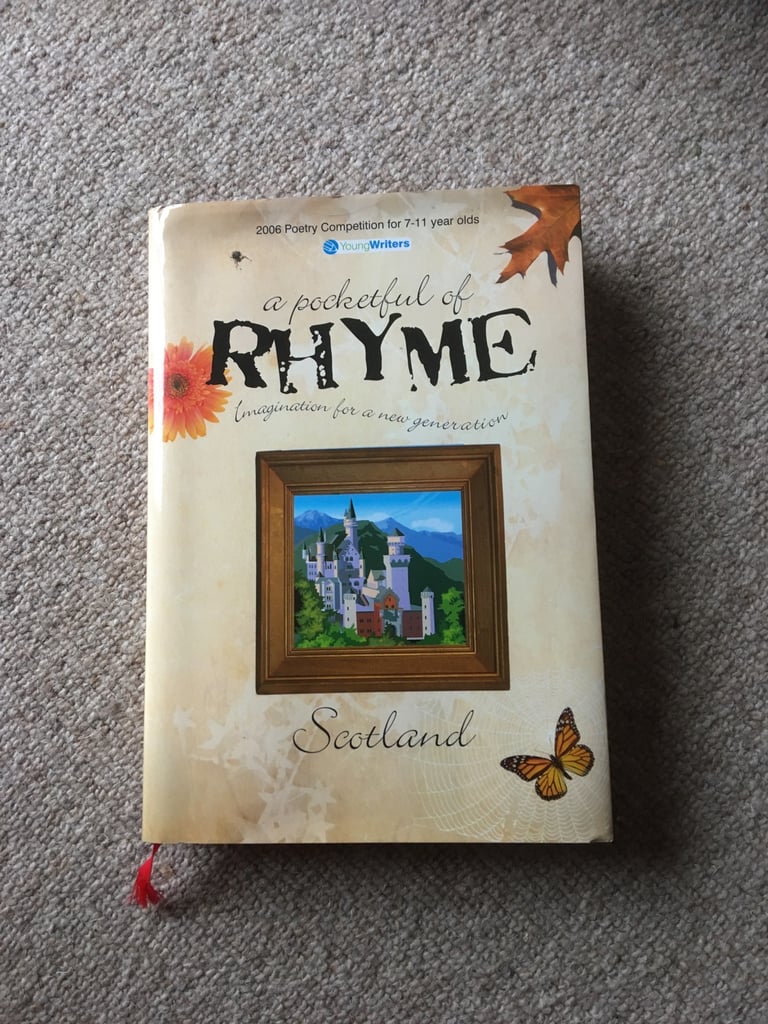 2006 Poetry Competition for 7-11 year olds
YoungWriters
a pocketful of
RHYME
Imagination for a new generation
Scotland